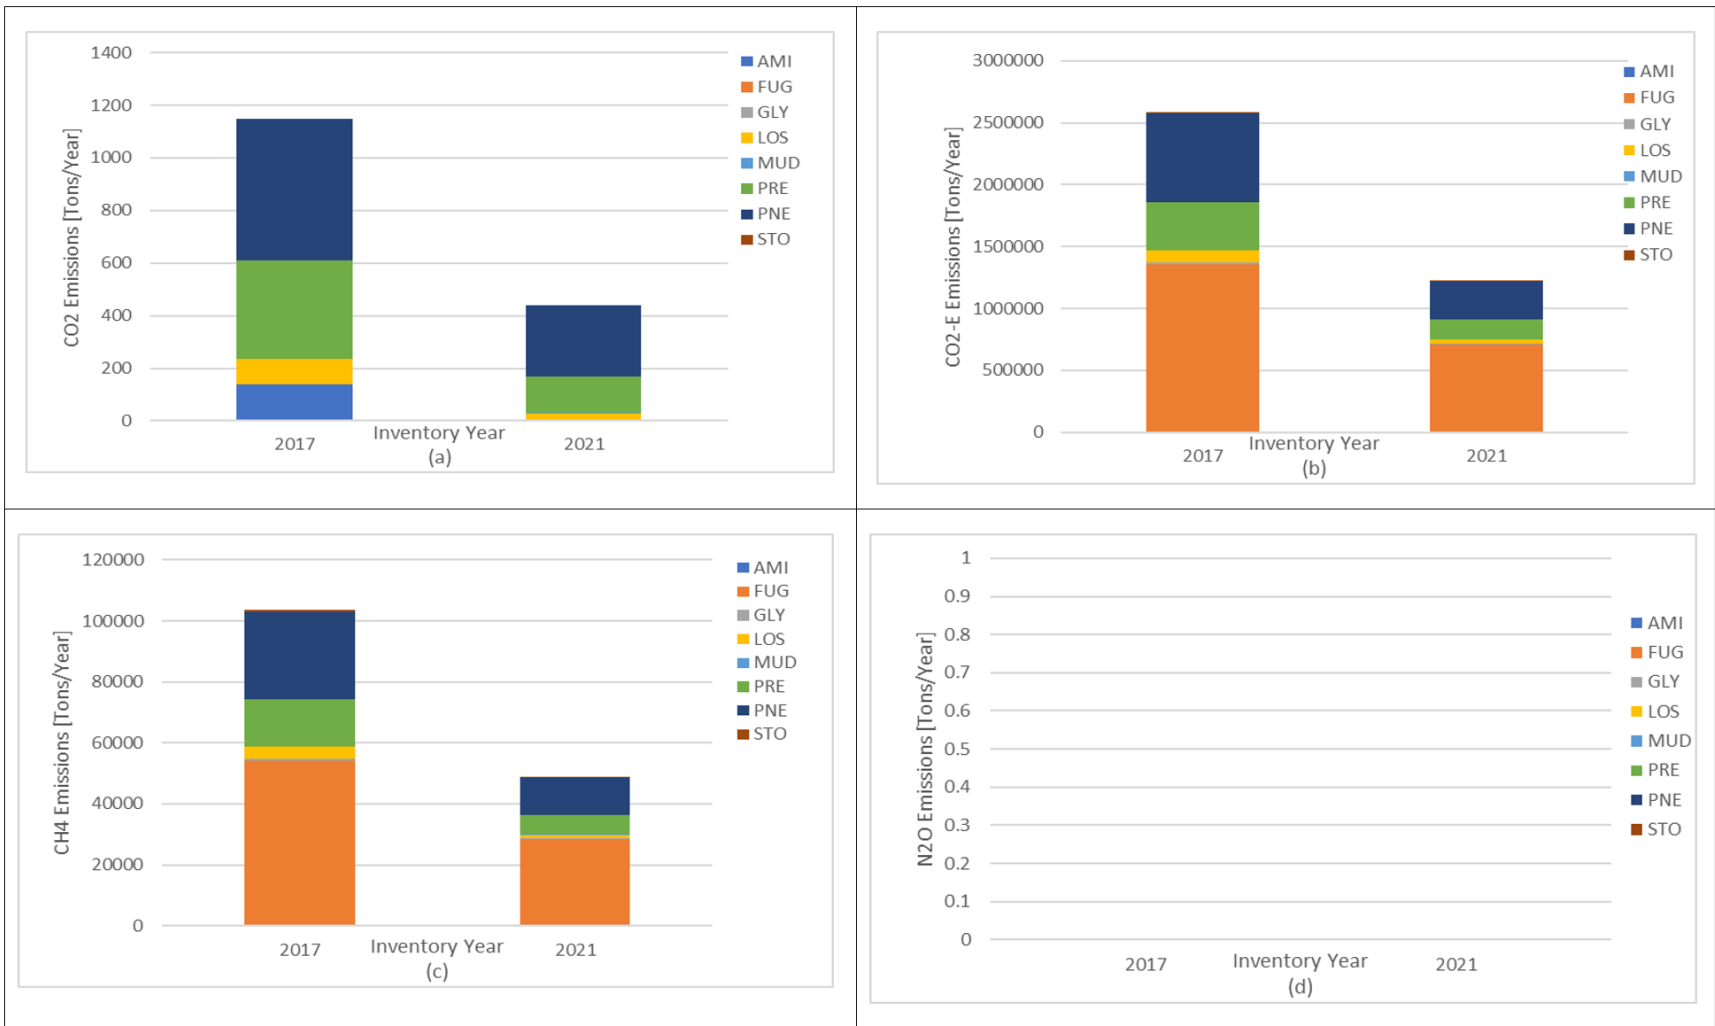 CO2 Emissions [Tons/Year]
1400
1200
1000
800
600
400
200
0
2017
Inventory Year
2021
(a)
AMI
FUG
GLY
LOS
MUD
PRE
PNE
STO
CO2-E Emissions [Tons/Year]
3000000
2500000
2000000
1500000
1000000
500000
0
2017
Inventory Year
2021
(b)
AMI
FUG
GLY
LOS
MUD
PRE
PNE
STO
CH4 Emissions [Tons/Year]
120000
100000
80000
60000
40000
20000
0
2017
Inventory Year
2021
(c)
AMI
FUG
GLY
LOS
MUD
PRE
PNE
STO
N2O Emissions [Tons/Year]
1
0.9
0.8
0.7
0.6
0.5
0.4
0.3
0.2
0.1
0
2017
Inventory Year
2021
(d)
AMI
FUG
GLY
LOS
MUD
PRE
PNE
STO